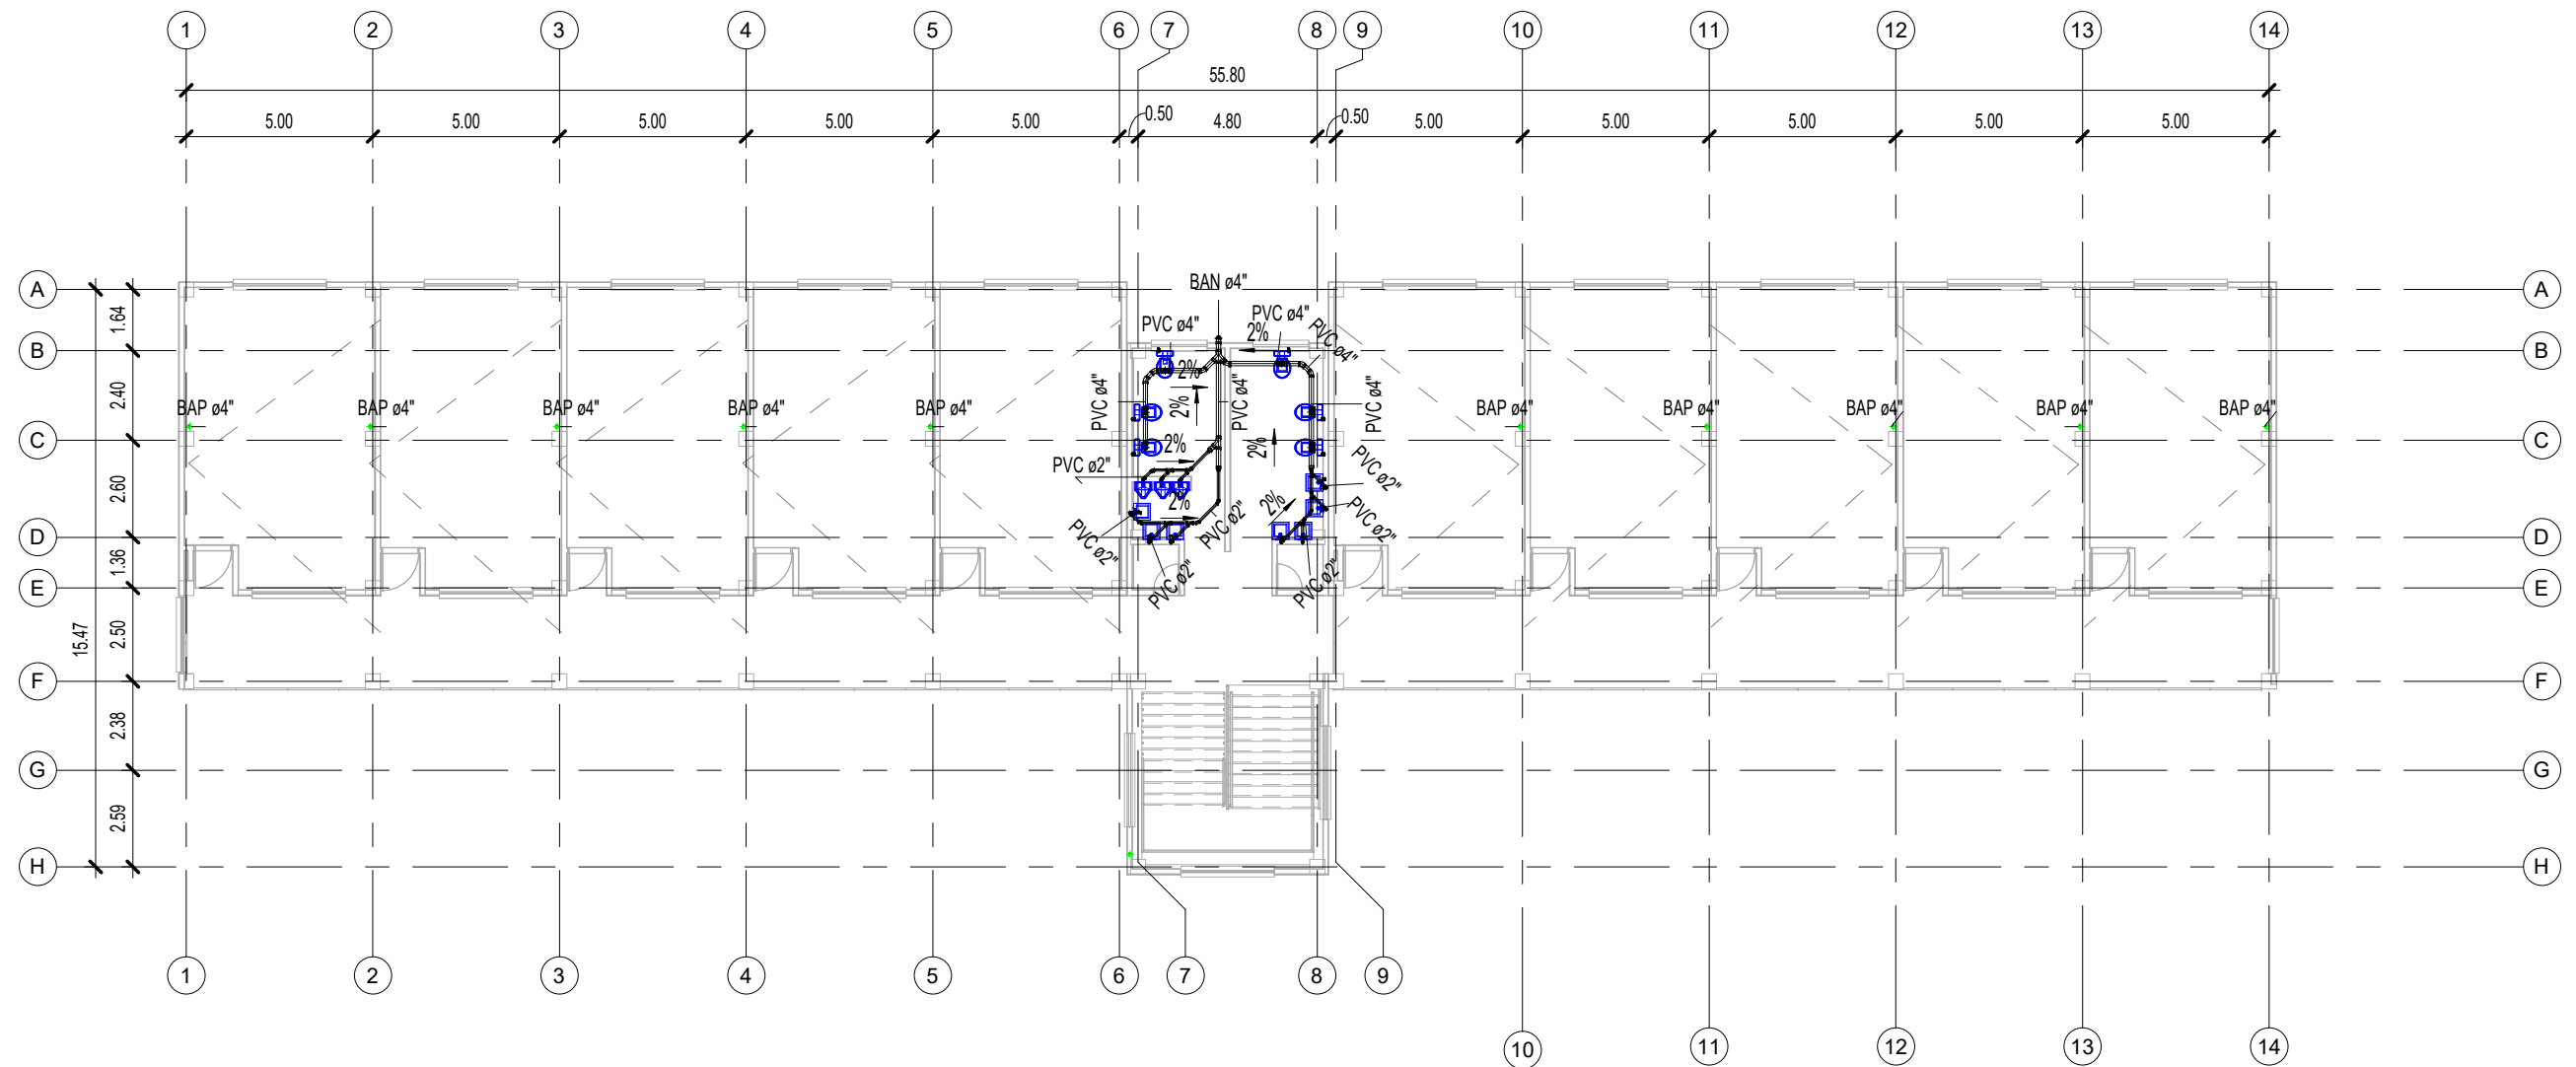 1 2 3 4 5 6 7 8 9 10 11 12 13 14
55.80
5.00 5.00 5.00 5.00 5.00 0.50 4.80 0.50 5.00 5.00 5.00 5.00 5.00
BAN ø4"
A A
1.64
PVC ø4" PVC ø4"
2% PVC ø4"
B B
2%
2.40
PVC ø4" 2% PVC ø4" PVC ø4"
BAP ø4" BAP ø4" BAP ø4" BAP ø4" BAP ø4" BAP ø4" BAP ø4" BAP ø4" BAP ø4" BAP ø4"
C C
2% 2%
PVC ø2" PVC ø2"
2.60
2% 2%
PVC ø2" PVC ø2" PVC ø2"
D D
1.36
PVC ø2" PVC ø2"
E E
15.47
2.50
F F
2.38
G G
2.59
H H
1 2 3 4 5 6 7 8 9
10 11 12 13 14